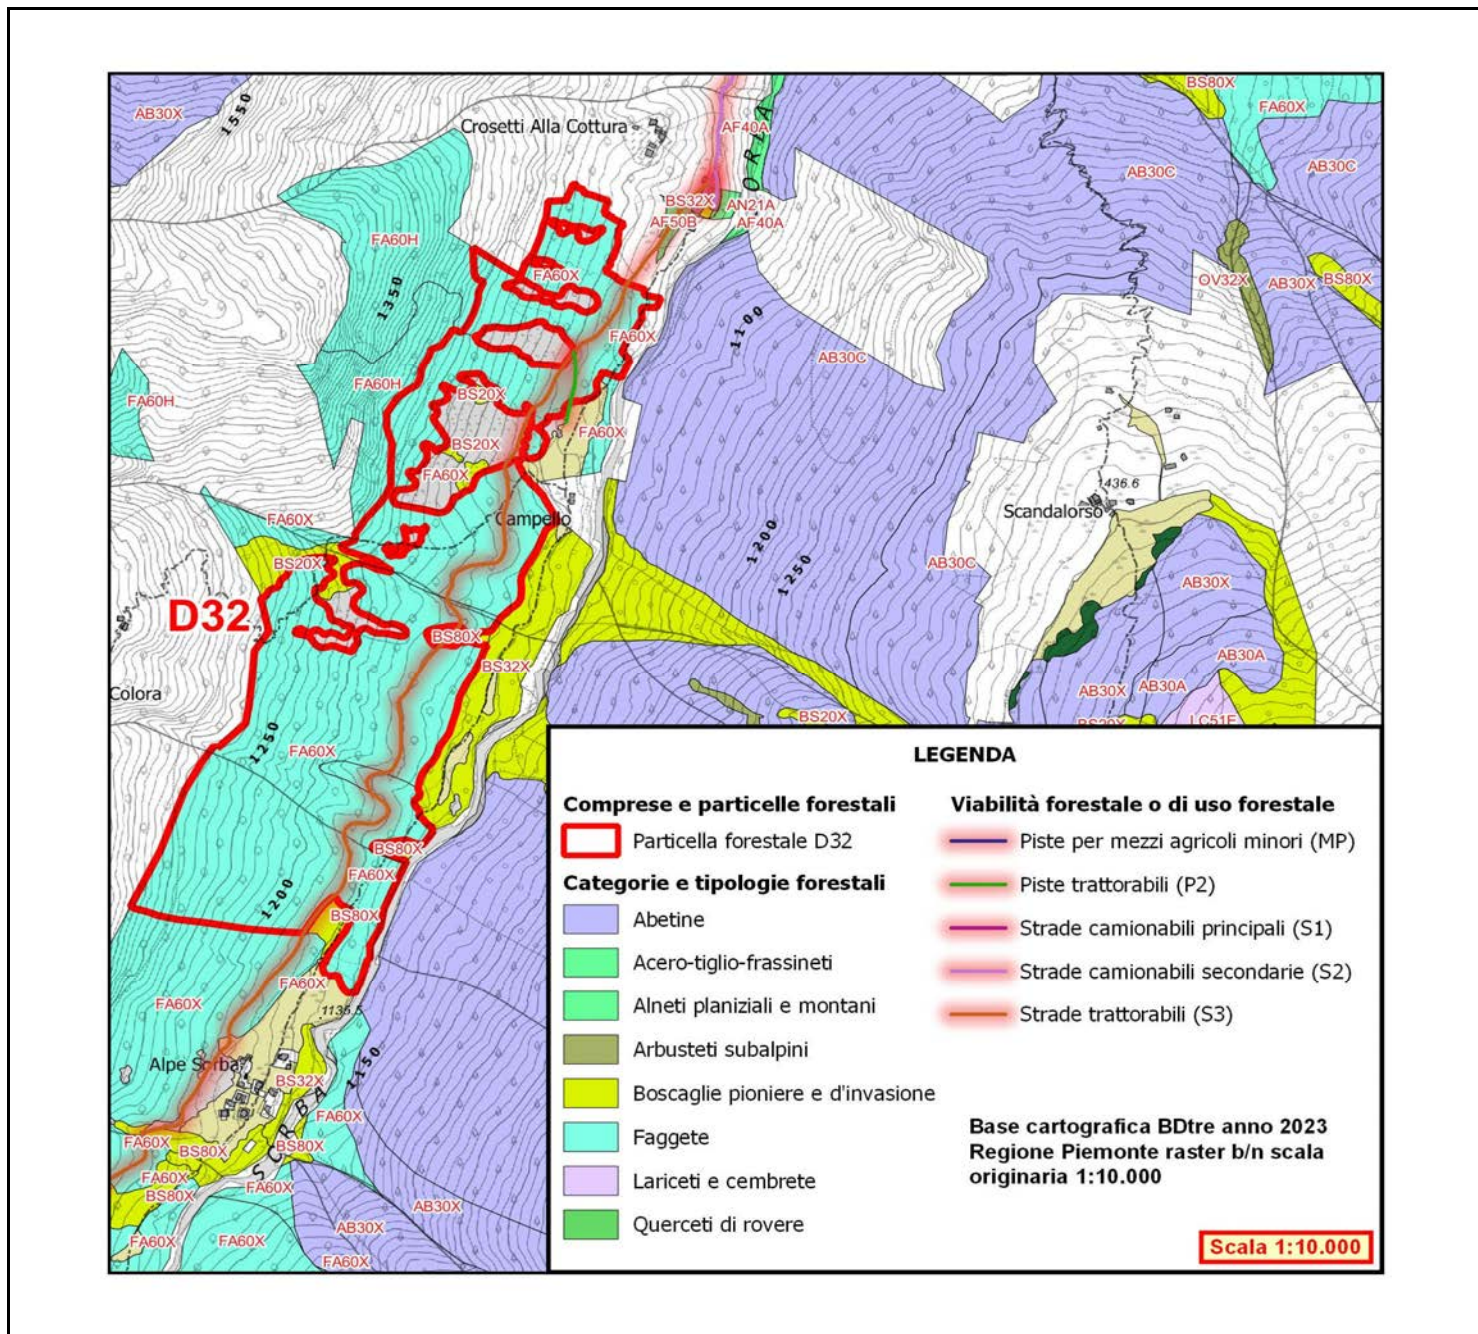 BS80X
AB30X
1550
FA60X
Crosetti Alla Cottura
AF40A
ORLA
AB30C
AB30C
AB30C
BS32X
AN21A
AF50B
AF40A
FA60H
FA60X
OV32X
AB30X
BS80X
1350
1100
FA60X
AB30C
FA60H
FA60H
BS20X
FA60X
BS20X
FA60X
1436.6
Scandalorso
FA60X
Campello
1200
1250
AB30C
BS20X
AB30X
D32
BS80X
BS32X
AB30A
Colora
AB30X
AB30A
BS20X
BS20X
LC51E
1250
FA60X
BS80X
FA60X
1200
BS80X
FA60X
FA60X
1135.5
Alpe Sorba
BS32X
1150
SORBA
FA60X
FA60X
BS80X
BS80X
FA60X
BS80X
FA60X
AB30X
AB30X
FA60X
FA60X
FA60X
LEGENDA
Comprese e particelle forestali
Particella forestale D32
Categorie e tipologie forestali
Abetine
Acero-tiglio-frassineti
Alneti planiziali e montani
Arbusteti subalpini
Boscaglie pioniere e d'invasione
Faggete
Lariceti e cembrete
Querceti di rovere
Viabilità forestale o di uso forestale
Piste per mezzi agricoli minori (MP)
Piste trattorabili (P2)
Strade camionabili principali (S1)
Strade camionabili secondarie (S2)
Strade trattorabili (S3)
Base cartografica BDtre anno 2023
Regione Piemonte raster b/n scala
originaria 1:10.000
Scala 1:10.000